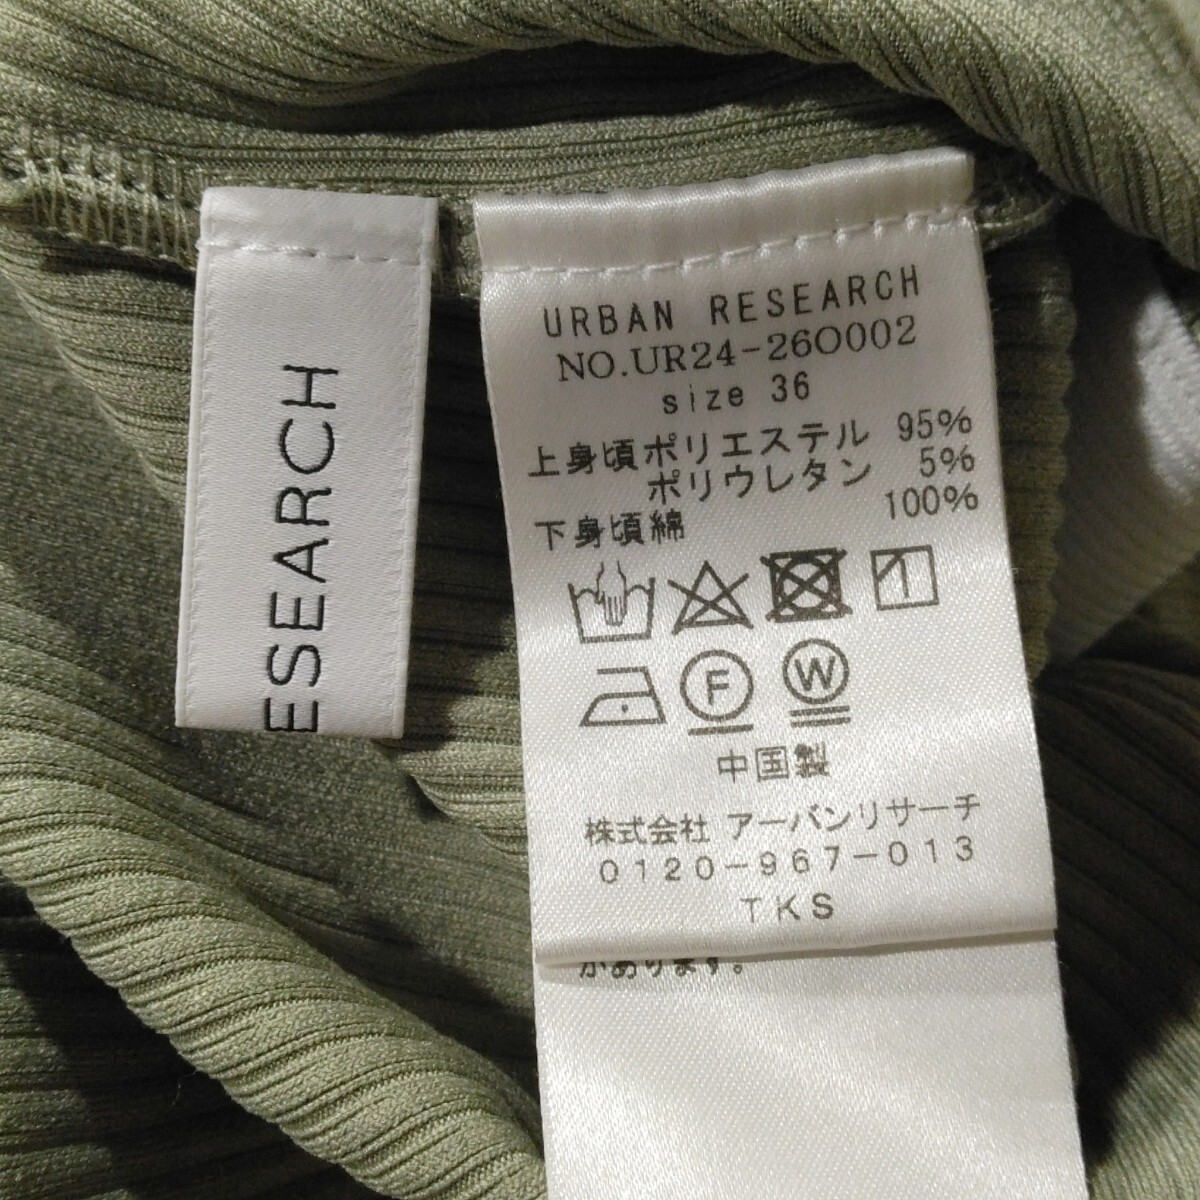 ESEARCH
URBAN RESEARCH
NO.UR24-26O002
size 36
上身頃ポリエステル 95%
ポリウレタン 5%
下身頃綿 100%
F W
中国製
株式会社 アーバンリサーチ
0120-967-013
TKS
があります。